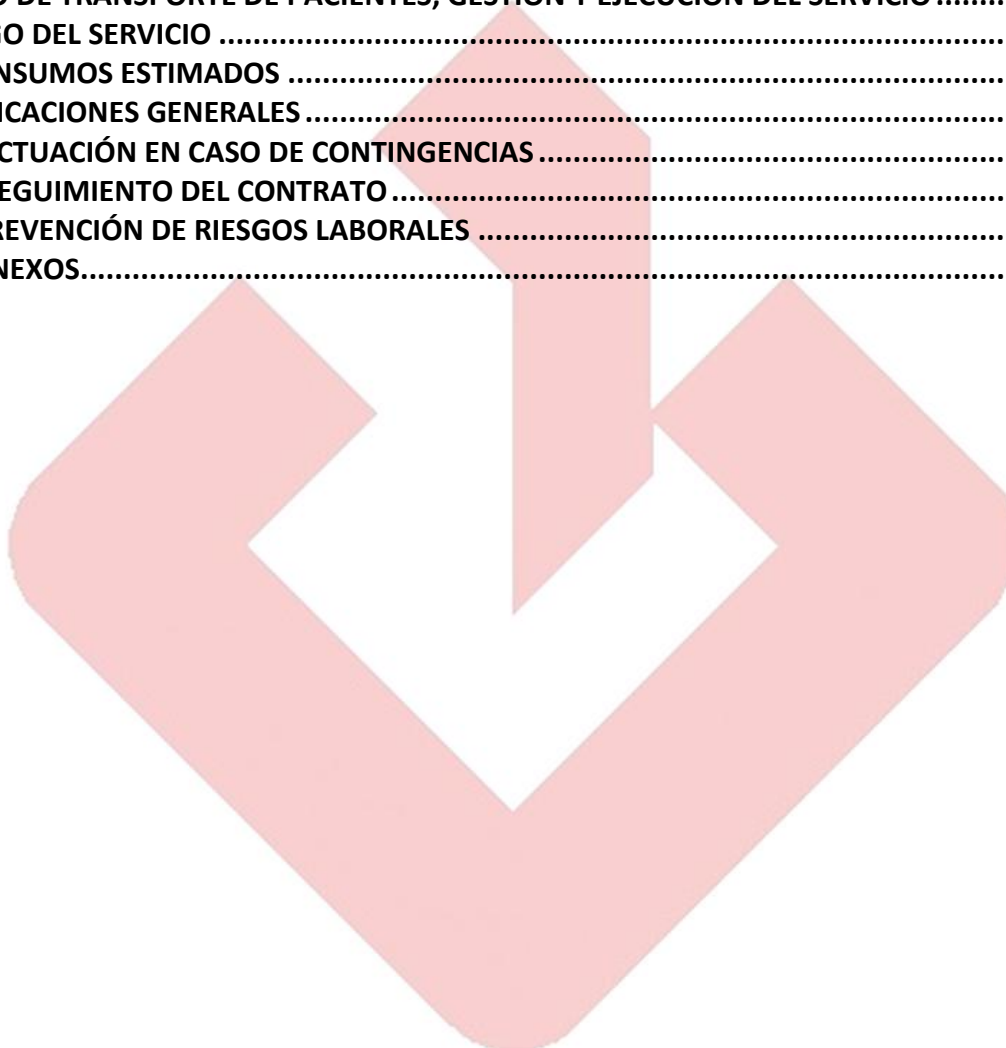 DE TRANSPORTE DE PACIENTES, GESTIÓN Y EJECUCIÓN DEL SERVICIO ........
GO DEL SERVICIO ................................................................................
NSUMOS ESTIMADOS ................................................................................
ICACIONES GENERALES ................................................................................
CTUACIÓN EN CASO DE CONTINGENCIAS ..........................................................
EGUIMIENTO DEL CONTRATO ................................................................................
REVENCIÓN DE RIESGOS LABORALES ..................................................................
NEXOS................................................................................